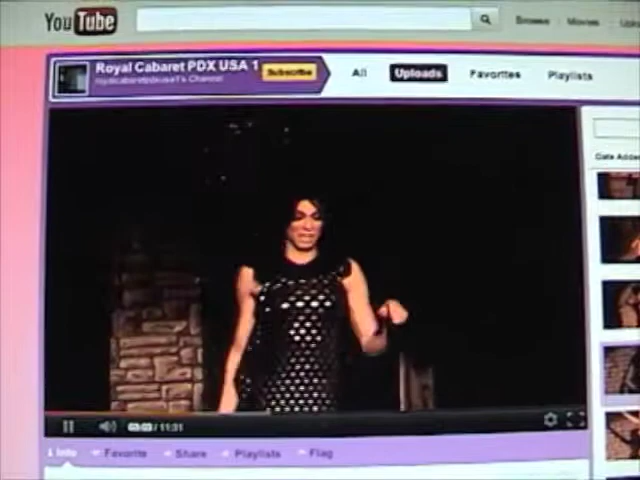 YouTube
Browse Movies
Royal Cabaret PDX USA 1
Subscribe
All Uploads Favorites Playlists
Date Added
/ 11:31
Info Favorite Share Playlists Flag